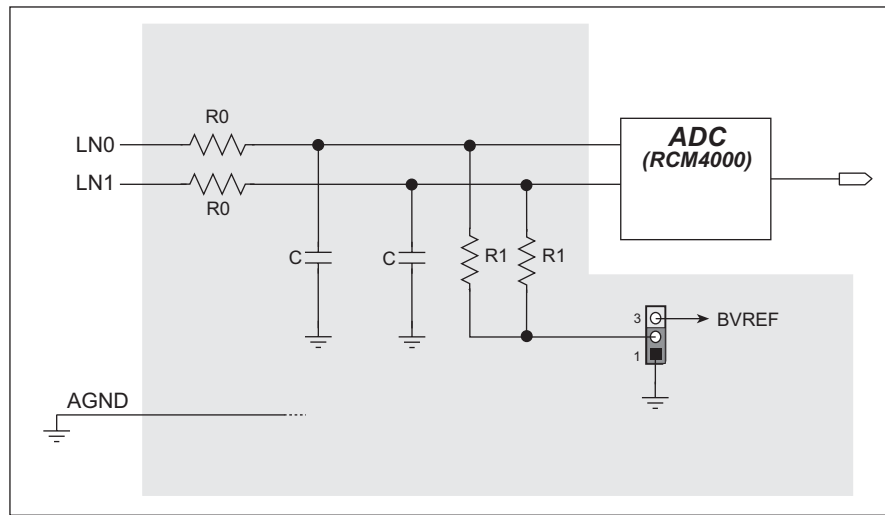 R0
LN0
LN1
R0
ADC
(RCM4000)
C
C
R1
R1
3
BVREF
1
AGND